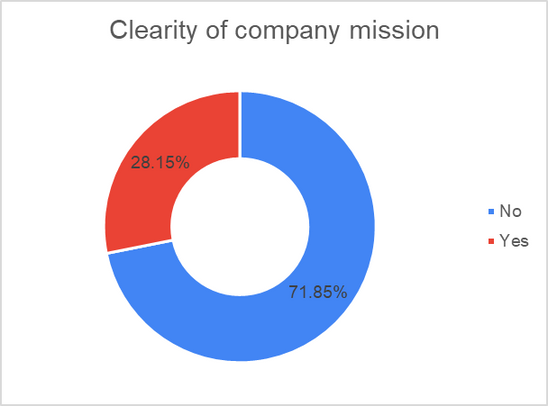 Clearity of company mission
28.15%
No
Yes
71.85%